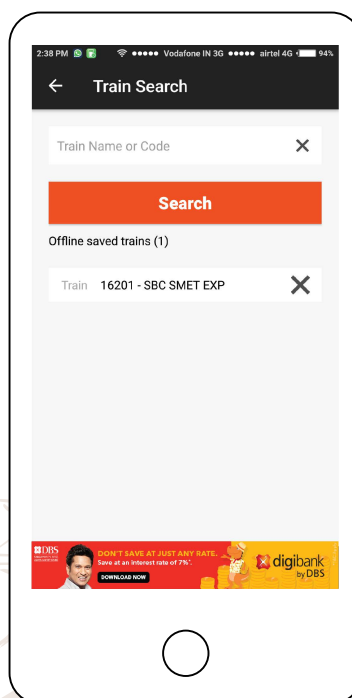 2:38 PM Vodafone IN 3G airtel 4G 94%
Train Search
Train Name or Code
Search
Offline saved trains (1)
Train 16201 - SBC SMET EXP
DBS
DON'T SAVE AT JUST ANY RATE.
Save at an interest rate of 7%*.
DOWNLOAD NOW
digibank
by DBS